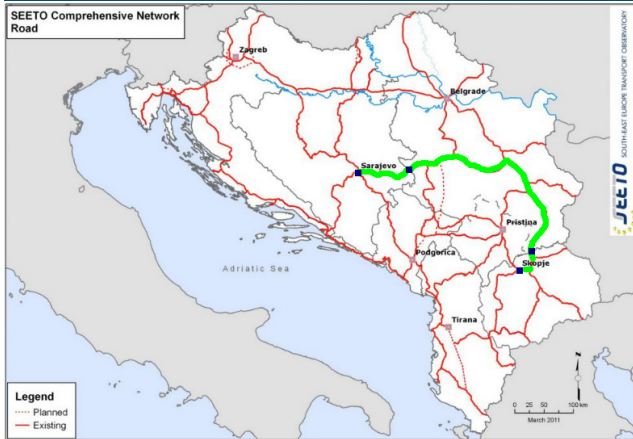 SEETO Comprehensive Network
Road
Zagreb
Belgrade
Sarajevo
Pristina
Podgorica
Skopje
Adriatic Sea
Tirana
Legend
Planned
Existing
N
0 25 50 100 km
March 2011
SEETO SOUTH-EAST EUROPE TRANSPORT OBSERVATORY